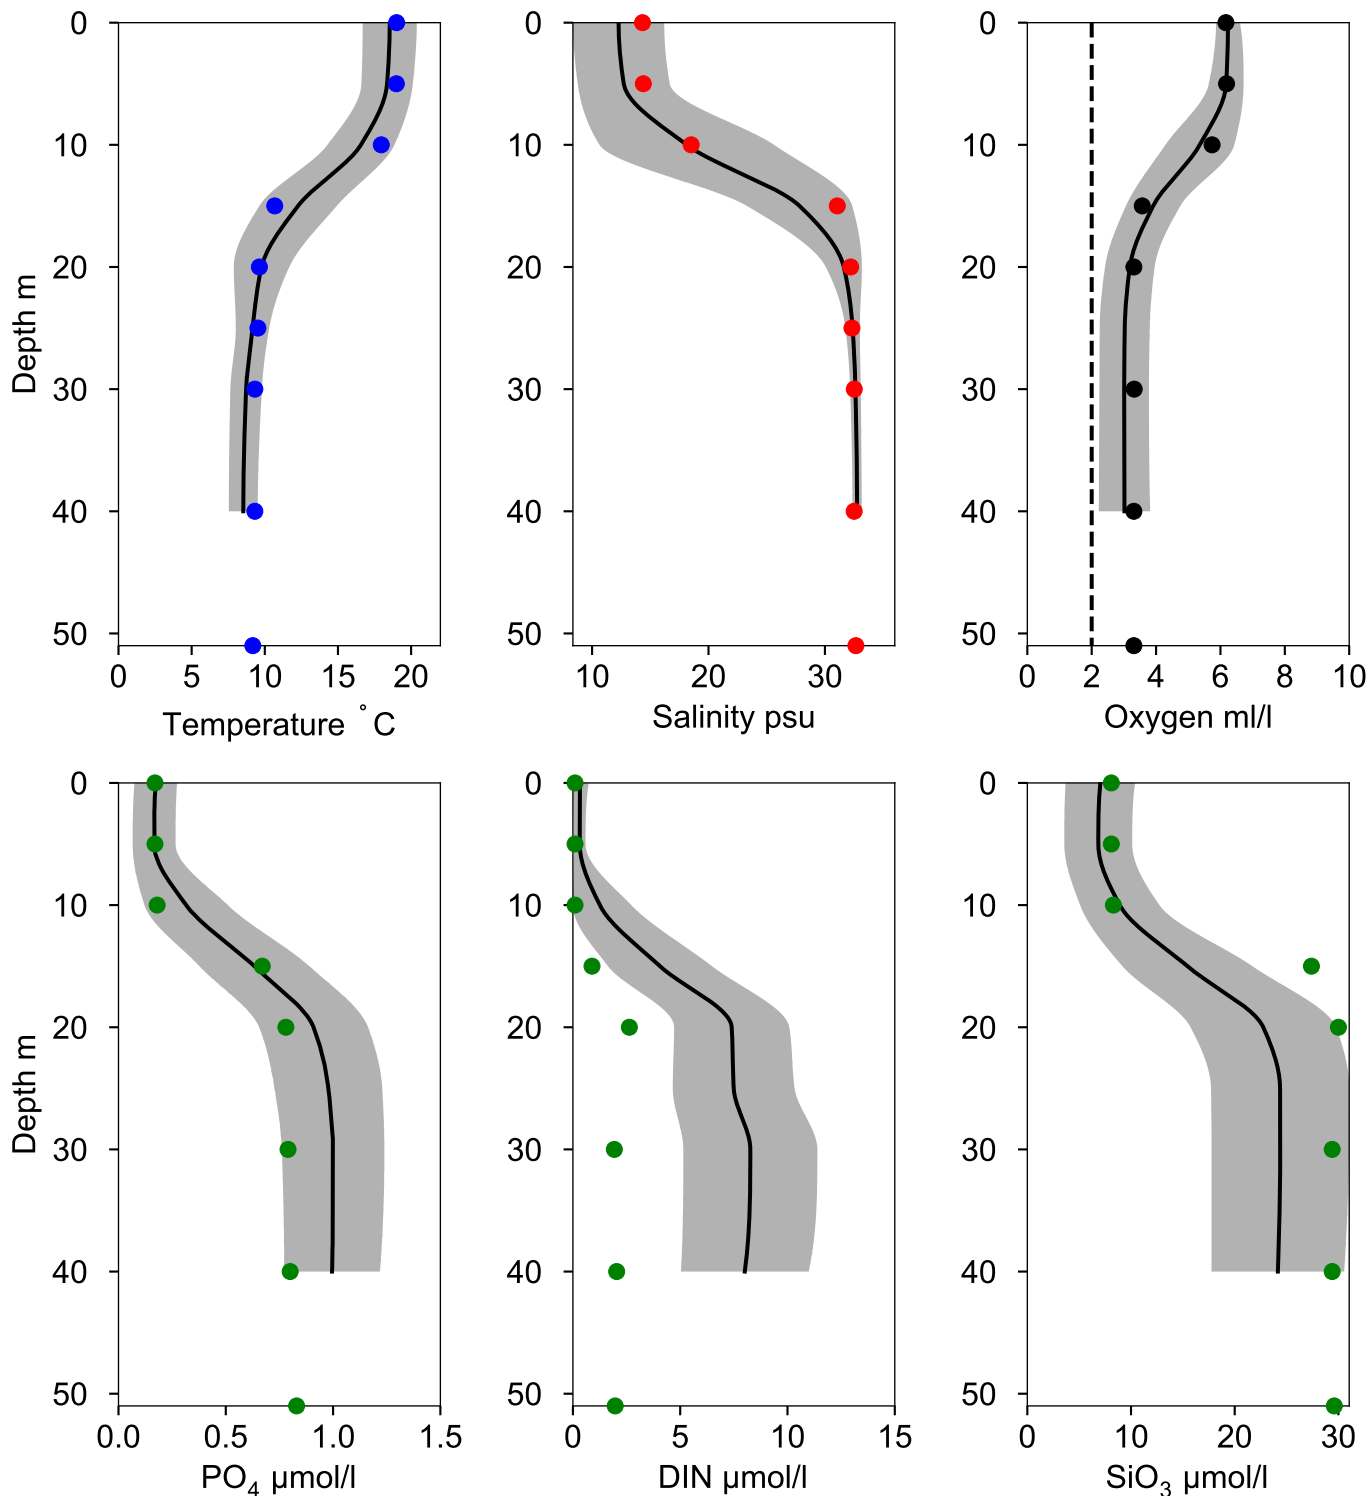 0
10
20
30
40
50
Depth m
0 5 10 15 20
Temperature °C
0
10
20
30
40
50
10 20 30
Salinity psu
0
10
20
30
40
50
0 2 4 6 8 10
Oxygen ml/l
0
10
20
30
40
50
Depth m
0.0 0.5 1.0 1.5
PO₄ µmol/l
0
10
20
30
40
50
0 5 10 15
DIN µmol/l
0
10
20
30
40
50
0 10 20 30
SiO₃ µmol/l